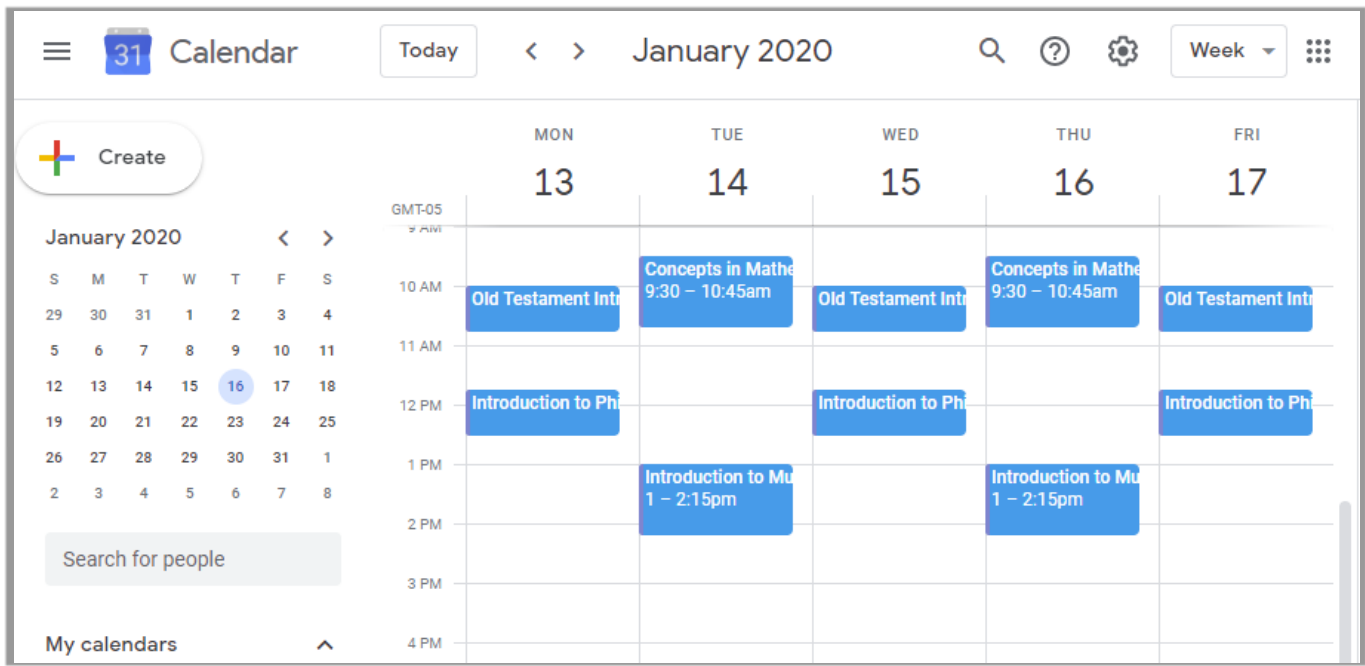 31 Calendar Today January 2020 Week
Create
January 2020
S M T W T F S
29 30 31 1 2 3 4
5 6 7 8 9 10 11
12 13 14 15 16 17 18
19 20 21 22 23 24 25
26 27 28 29 30 31 1
2 3 4 5 6 7 8
Search for people
My calendars
MON TUE WED THU FRI
13 14 15 16 17
GMT-05
9 AM
Concepts in Mathe Concepts in Mathe
9:30 – 10:45am 9:30 – 10:45am
10 AM
Old Testament Intr Old Testament Intr Old Testament Intr
11 AM
12 PM
Introduction to Phi Introduction to Phi Introduction to Phi
1 PM
Introduction to Mu Introduction to Mu
1 – 2:15pm 1 – 2:15pm
2 PM
3 PM
4 PM